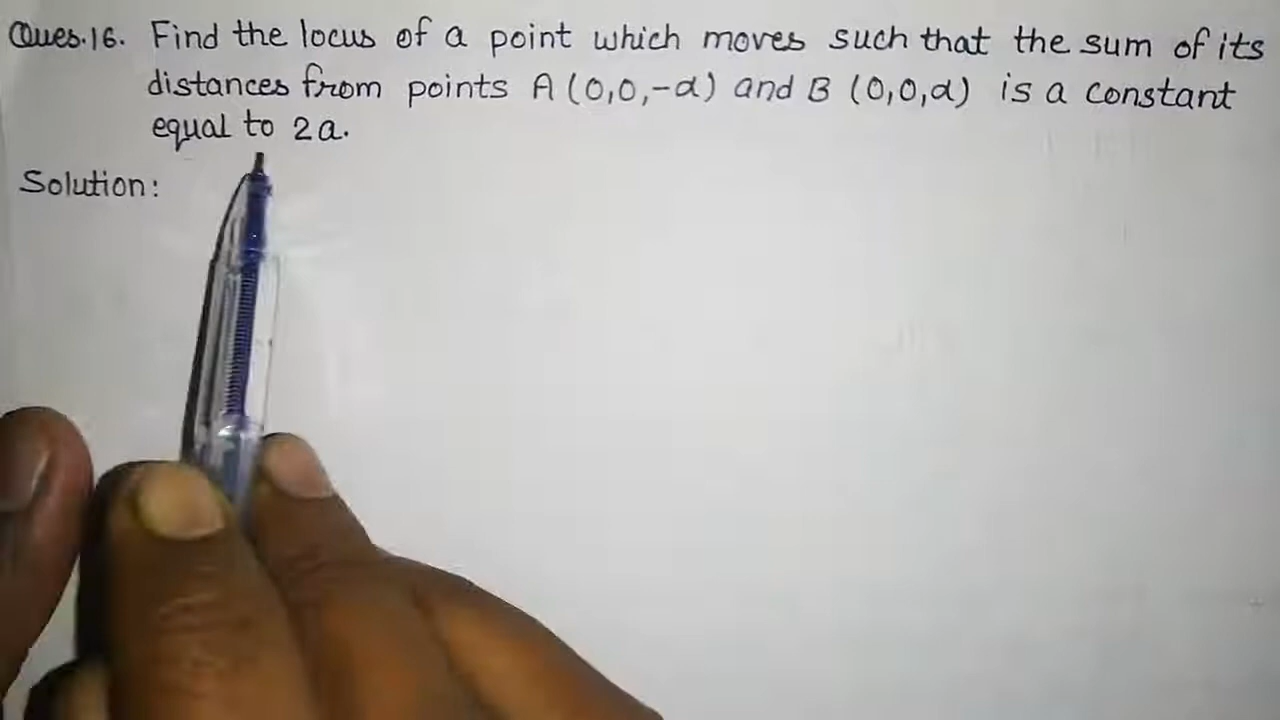 Ques.16. Find the locus of a point which moves such that the sum of its
distances from points A (0,0,-α) and B (0,0,α) is a constant
equal to 2a.
Solution: